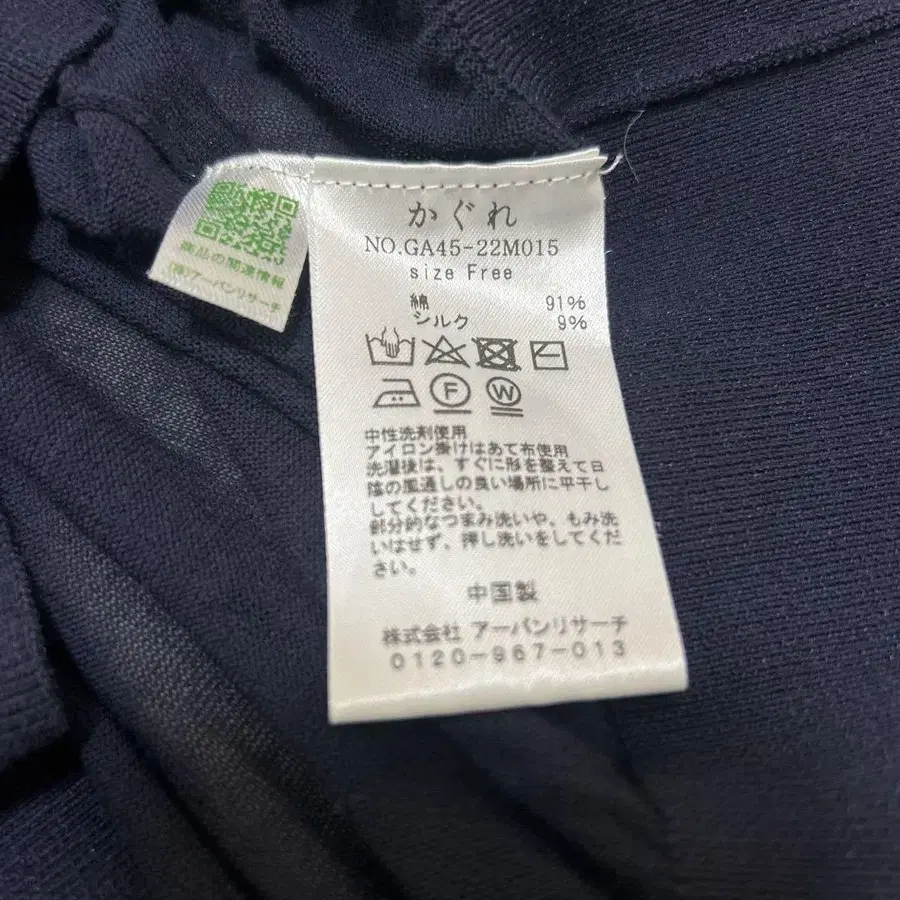 商品の関連情報
(株)アーバンリサーチ
かぐれ
NO.GA45-22M015
size Free
綿 91%
シルク 9%
F W
中性洗剤使用
アイロン掛けはあて布使用
洗濯後は、すぐに形を整えて日
陰の風通しの良い場所に平干し
してください。
部分的なつまみ洗いや、もみ洗
いはせず、押し洗いをしてくだ
さい。
中国製
株式会社 アーバンリサーチ
0120-967-013